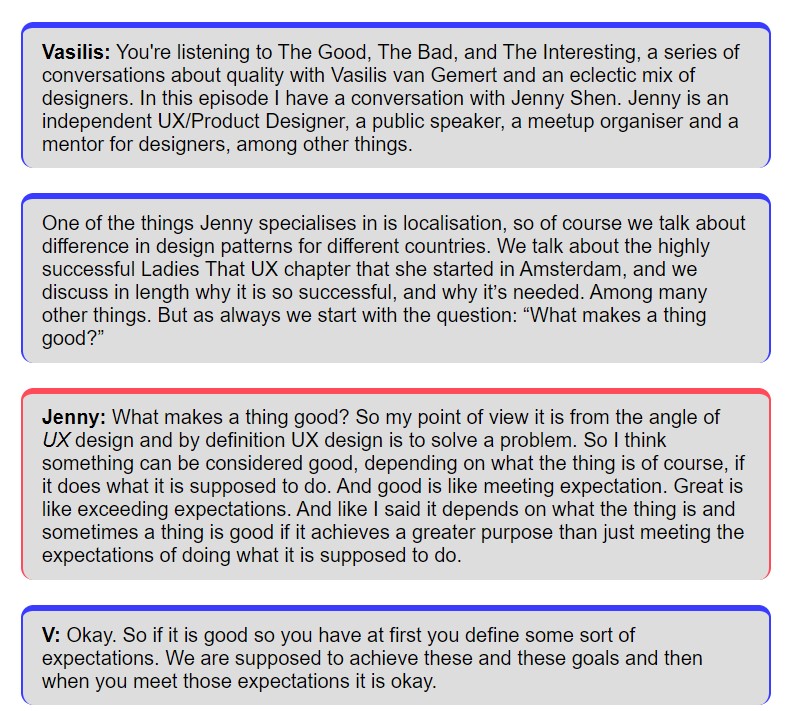 Vasilis: You're listening to The Good, The Bad, and The Interesting, a series of
conversations about quality with Vasilis van Gemert and an eclectic mix of
designers. In this episode I have a conversation with Jenny Shen. Jenny is an
independent UX/Product Designer, a public speaker, a meetup organiser and a
mentor for designers, among other things.
One of the things Jenny specialises in is localisation, so of course we talk about
difference in design patterns for different countries. We talk about the highly
successful Ladies That UX chapter that she started in Amsterdam, and we
discuss in length why it is so successful, and why it’s needed. Among many
other things. But as always we start with the question: “What makes a thing
good?”
Jenny: What makes a thing good? So my point of view it is from the angle of
UX design and by definition UX design is to solve a problem. So I think
something can be considered good, depending on what the thing is of course, if
it does what it is supposed to do. And good is like meeting expectation. Great is
like exceeding expectations. And like I said it depends on what the thing is and
sometimes a thing is good if it achieves a greater purpose than just meeting the
expectations of doing what it is supposed to do.
V: Okay. So if it is good so you have at first you define some sort of
expectations. We are supposed to achieve these and these goals and then
when you meet those expectations it is okay.